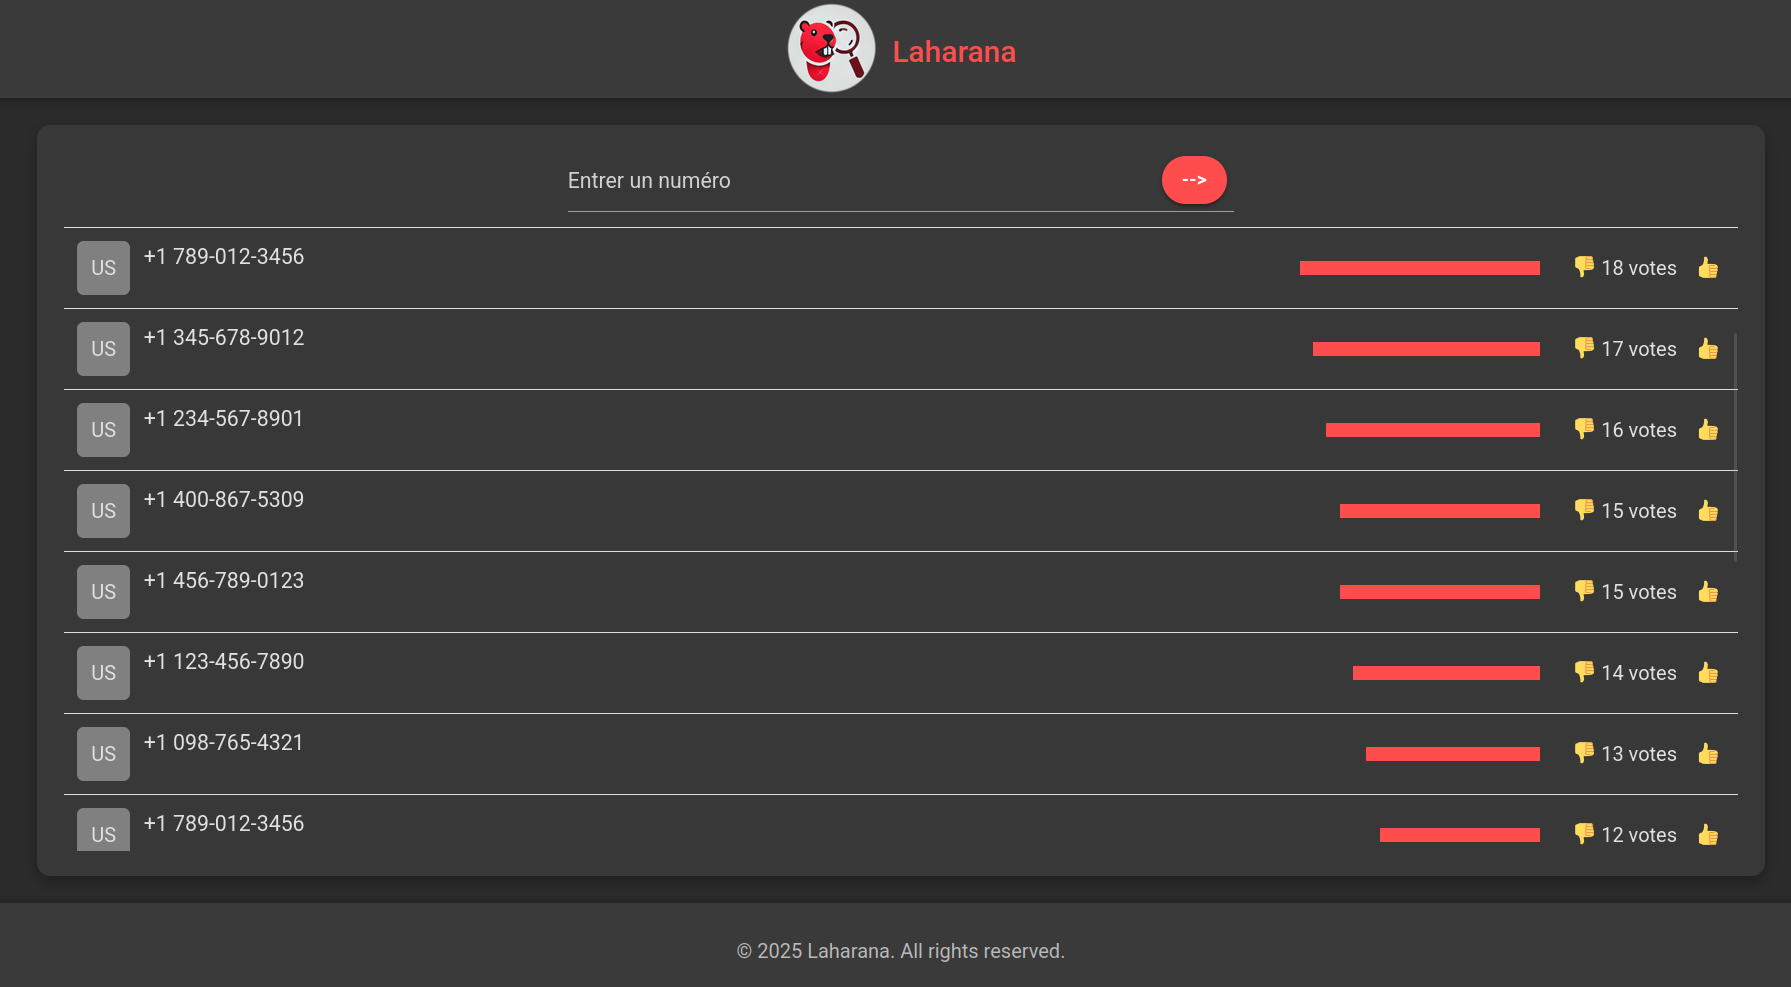 Laharana
Entrer un numéro
-->
US +1 789-012-3456 👎 18 votes 👍
US +1 345-678-9012 👎 17 votes 👍
US +1 234-567-8901 👎 16 votes 👍
US +1 400-867-5309 👎 15 votes 👍
US +1 456-789-0123 👎 15 votes 👍
US +1 123-456-7890 👎 14 votes 👍
US +1 098-765-4321 👎 13 votes 👍
US +1 789-012-3456 👎 12 votes 👍
© 2025 Laharana. All rights reserved.